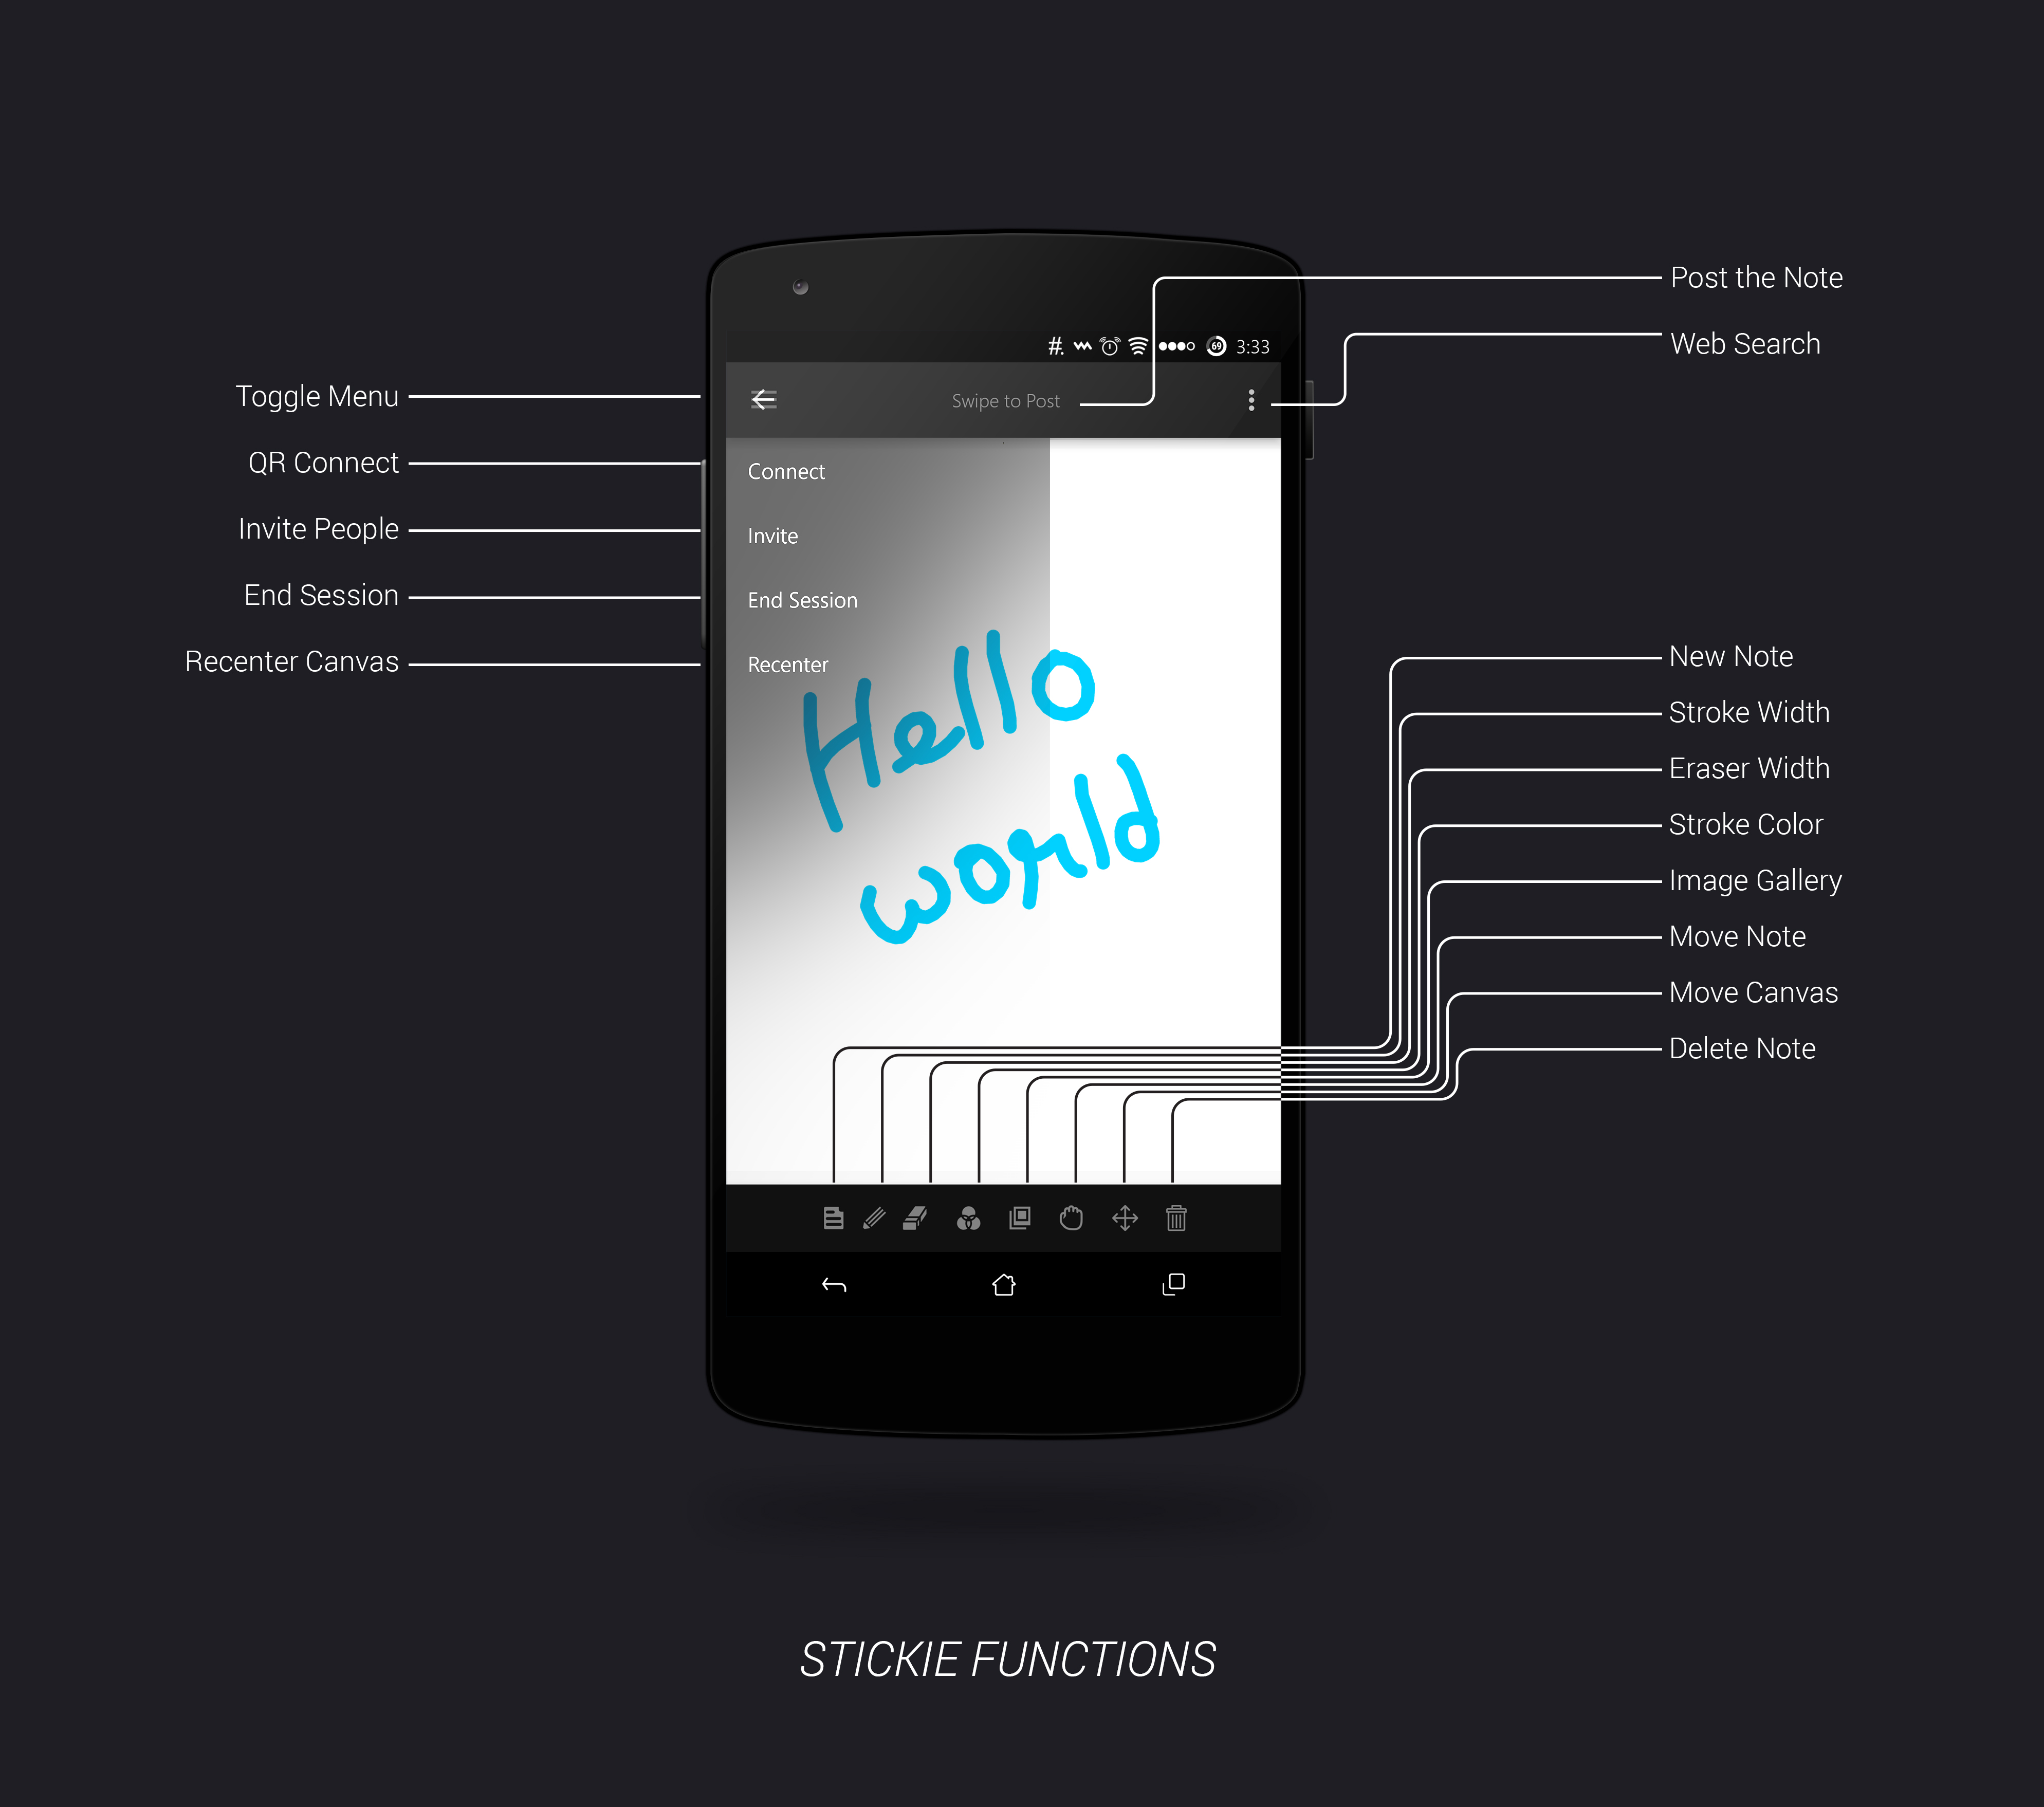 Post the Note
Web Search
#. 69 3:33
Toggle Menu
QR Connect
Invite People
End Session
Recenter Canvas
Swipe to Post
Connect
Invite
End Session
Recenter
Hello
world
New Note
Stroke Width
Eraser Width
Stroke Color
Image Gallery
Move Note
Move Canvas
Delete Note
STICKIE FUNCTIONS